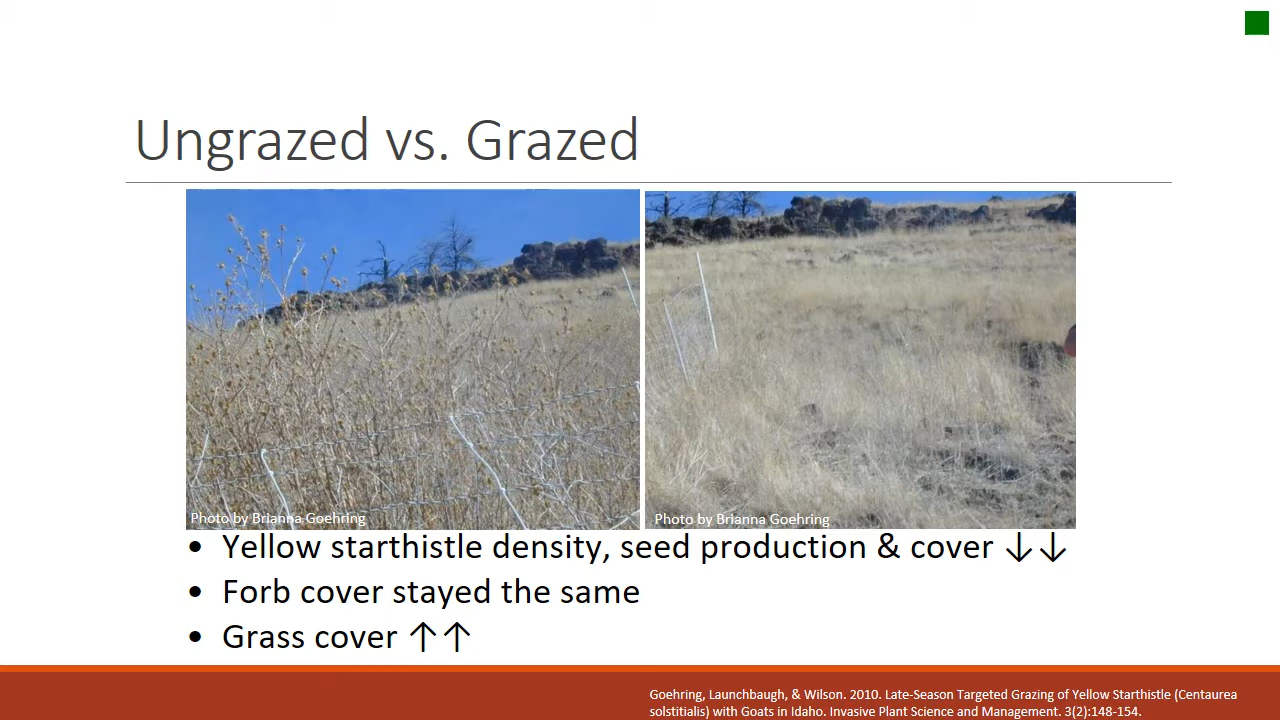 Ungrazed vs. Grazed
Photo by Brianna Goehring
Photo by Brianna Goehring
• Yellow starthistle density, seed production & cover ↓↓
• Forb cover stayed the same
• Grass cover ↑↑
Goehring, Launchbaugh, & Wilson. 2010. Late-Season Targeted Grazing of Yellow Starthistle (Centaurea
solstitialis) with Goats in Idaho. Invasive Plant Science and Management. 3(2):148-154.